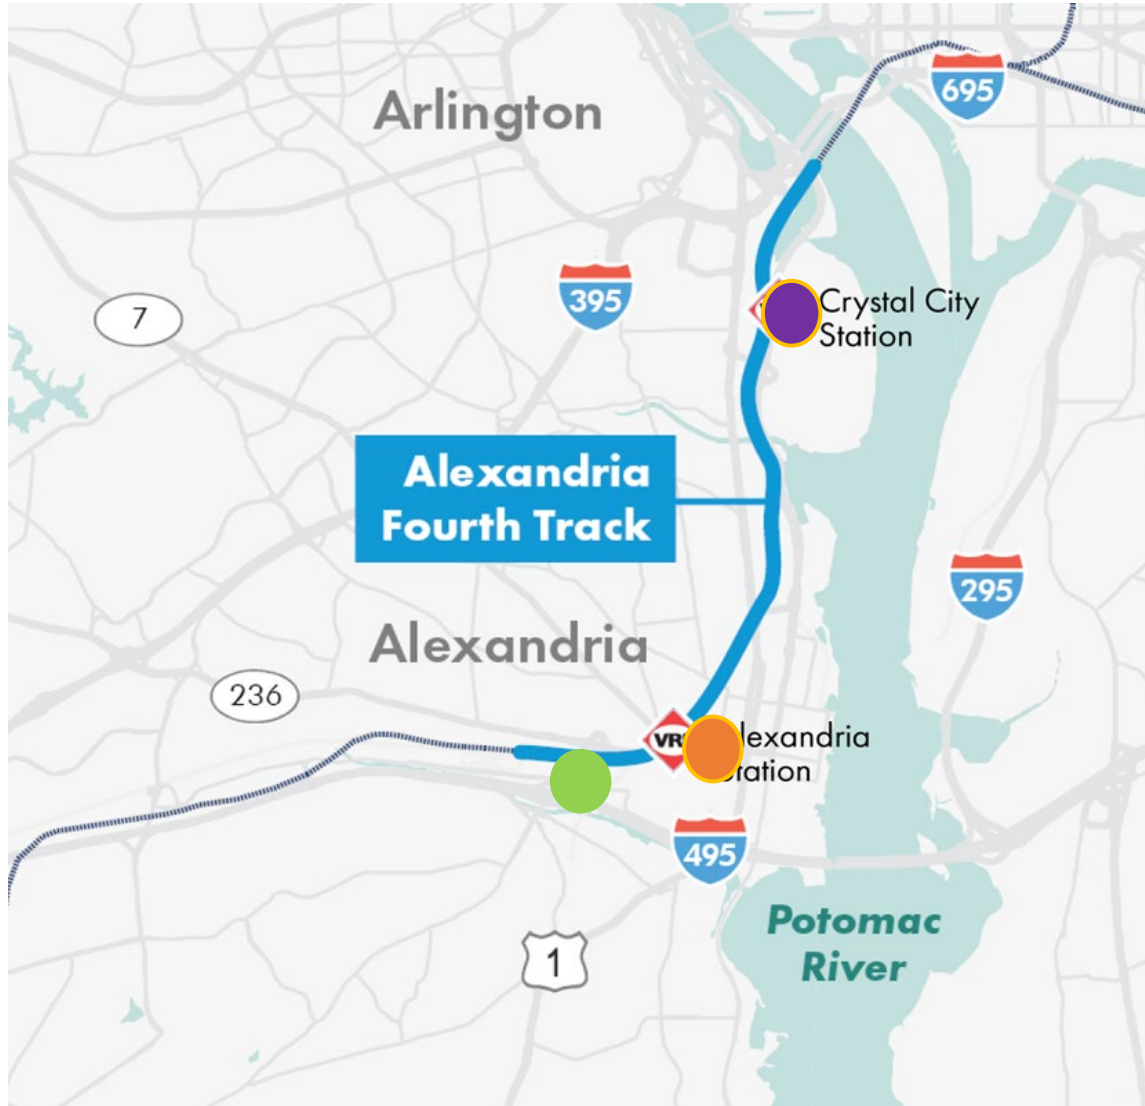 695
Arlington
395
7
Crystal City
Station
Alexandria
Fourth Track
295
Alexandria
236
lexandria
tation
495
Potomac
River
1